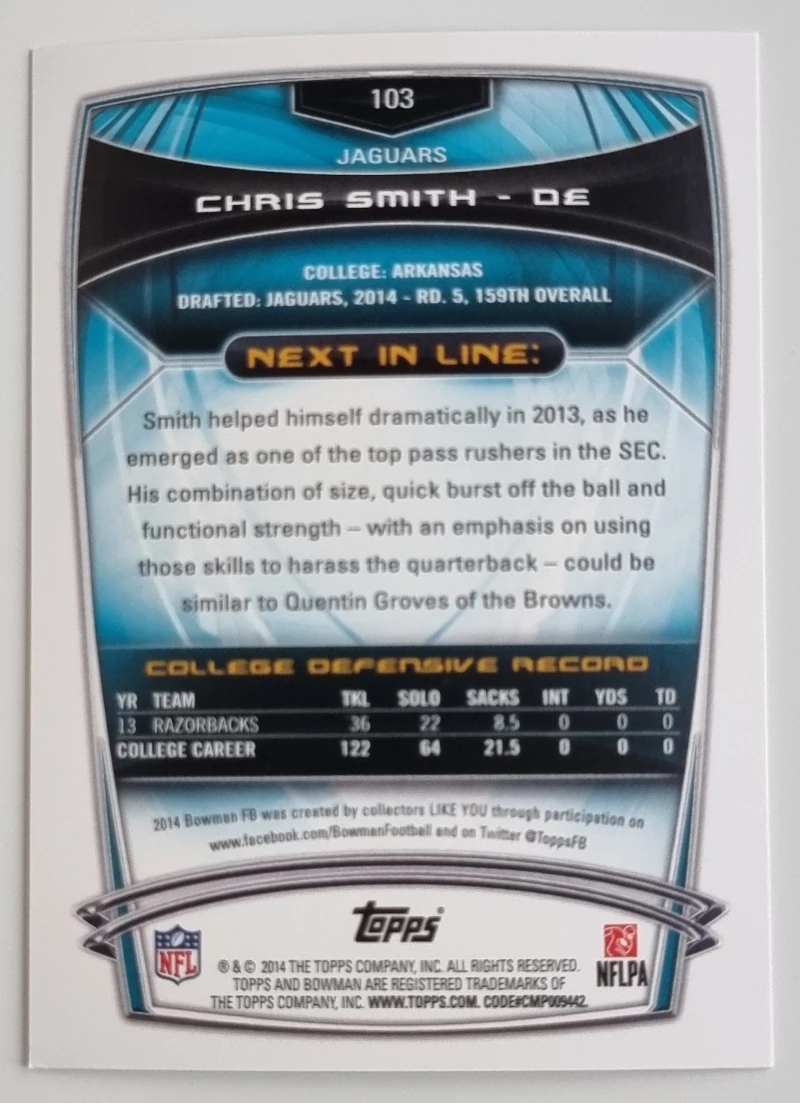 103
JAGUARS
CHRIS SMITH - DE
COLLEGE: ARKANSAS
DRAFTED: JAGUARS, 2014 - RD. 5, 159TH OVERALL
NEXT IN LINE:
Smith helped himself dramatically in 2013, as he
emerged as one of the top pass rushers in the SEC.
His combination of size, quick burst off the ball and
functional strength – with an emphasis on using
those skills to harass the quarterback – could be
similar to Quentin Groves of the Browns.
COLLEGE DEFENSIVE RECORD
YR TEAM TKL SOLO SACKS INT YDS TD
13 RAZORBACKS 36 22 8.5 0 0 0
COLLEGE CAREER 122 64 21.5 0 0 0
2014 Bowman FB was created by collectors LIKE YOU through participation on
www.facebook.com/BowmanFootball and on Twitter @ToppsFB
Topps
NFL
NFLPA
® & © 2014 THE TOPPS COMPANY, INC. ALL RIGHTS RESERVED.
TOPPS AND BOWMAN ARE REGISTERED TRADEMARKS OF
THE TOPPS COMPANY, INC. WWW.TOPPS.COM. CODE#CMP009442.